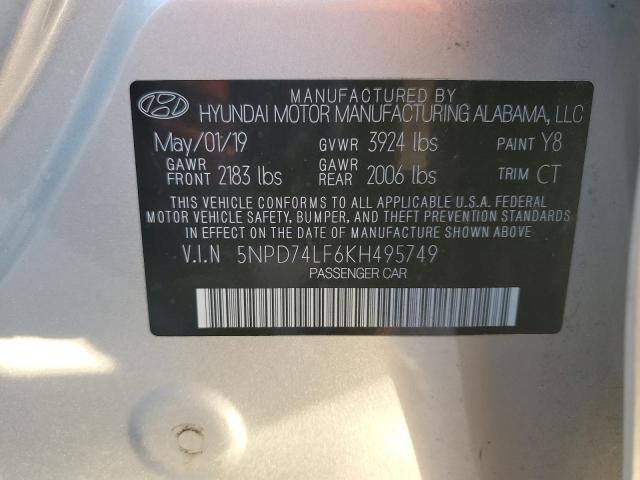 MANUFACTURED BY
HYUNDAI MOTOR MANUFACTURING ALABAMA, LLC
May/01/19 GVWR 3924 lbs PAINT Y8
GAWR FRONT 2183 lbs GAWR REAR 2006 lbs TRIM CT
THIS VEHICLE CONFORMS TO ALL APPLICABLE U.S.A. FEDERAL
MOTOR VEHICLE SAFETY, BUMPER, AND THEFT PREVENTION STANDARDS
IN EFFECT ON THE DATE OF MANUFACTURE SHOWN ABOVE.
V.I.N 5NPD74LF6KH495749
PASSENGER CAR